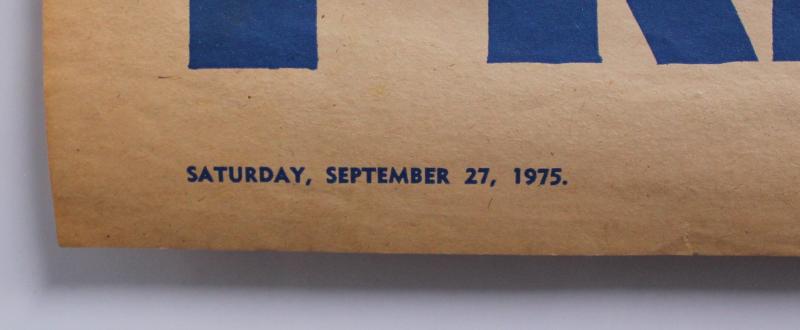 SATURDAY, SEPTEMBER 27, 1975.